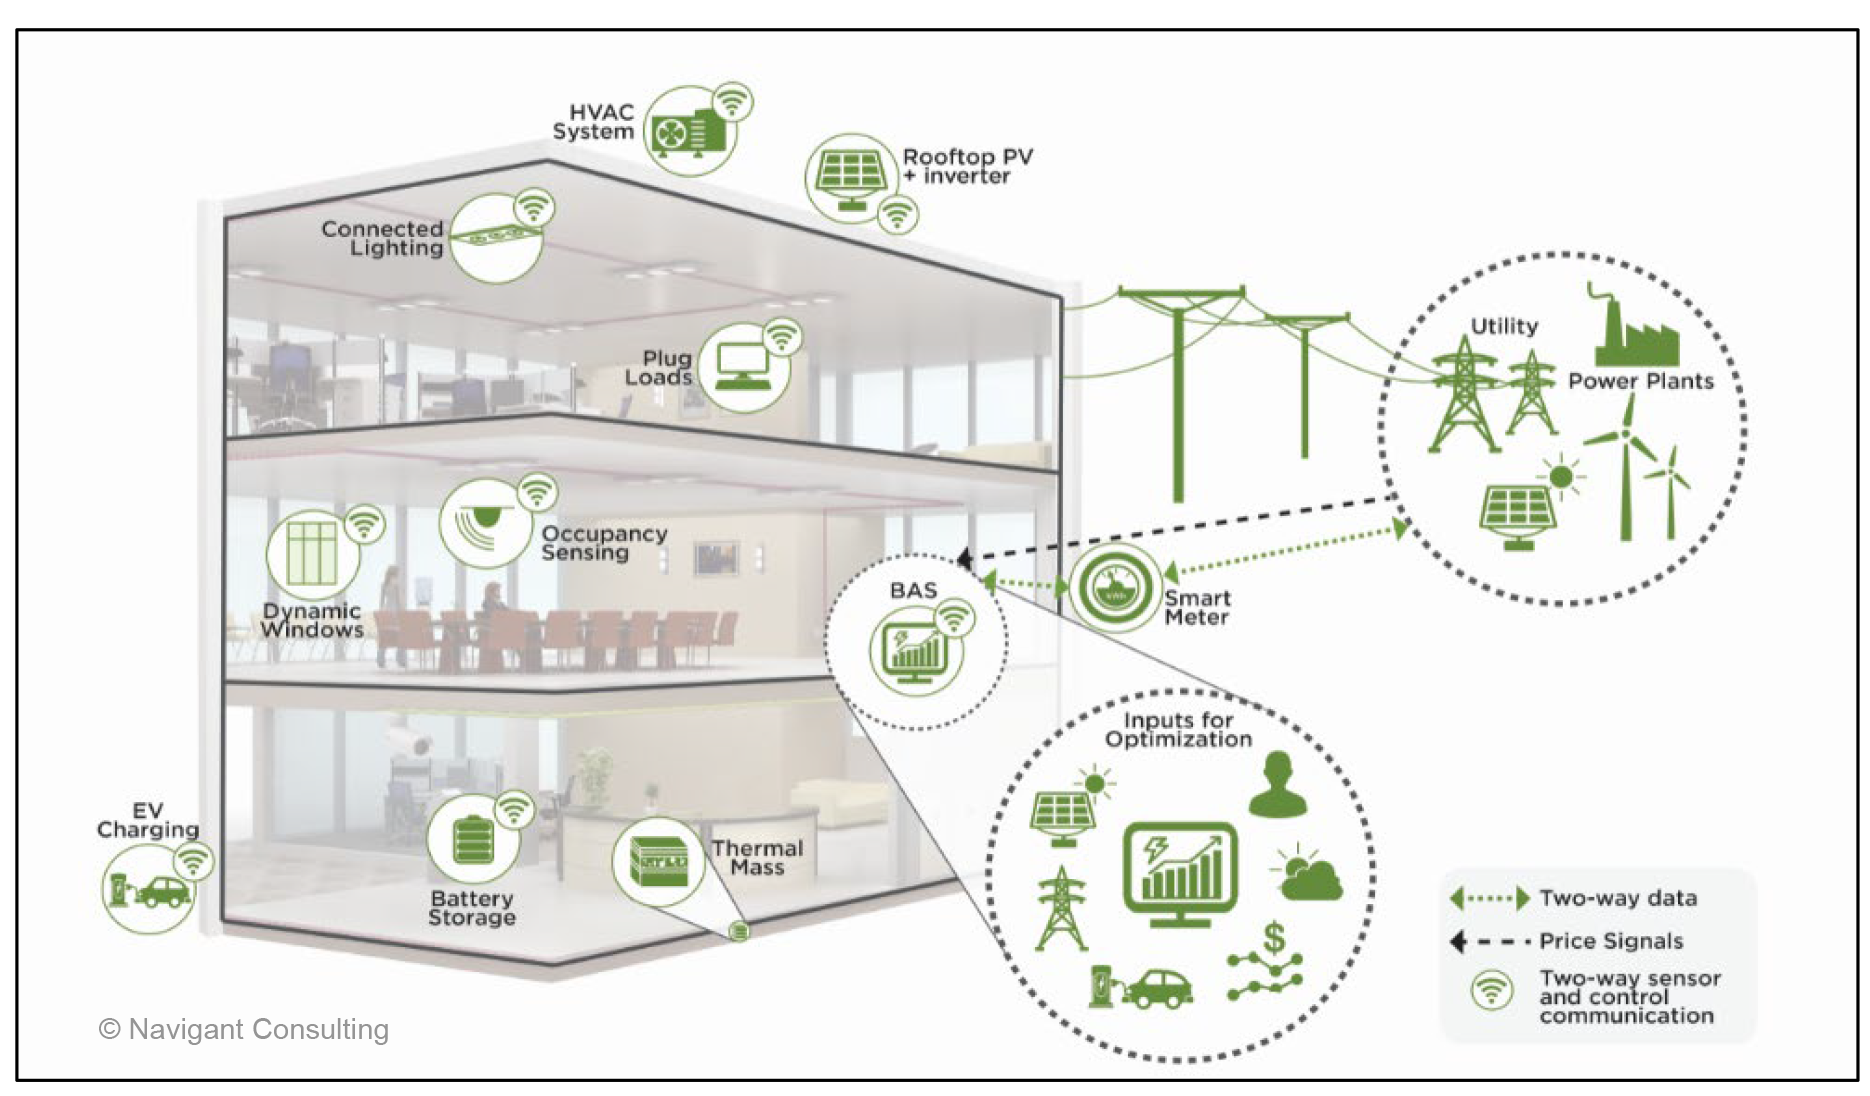 HVAC
System
Rooftop PV
+ inverter
Connected
Lighting
Plug
Loads
Utility
Power Plants
Occupancy
Sensing
Dynamic
Windows
BAS
kWh
Smart
Meter
Inputs for
Optimization
EV
Charging
Battery
Storage
Thermal
Mass
$
Two-way data
Price Signals
Two-way sensor
and control
communication
© Navigant Consulting